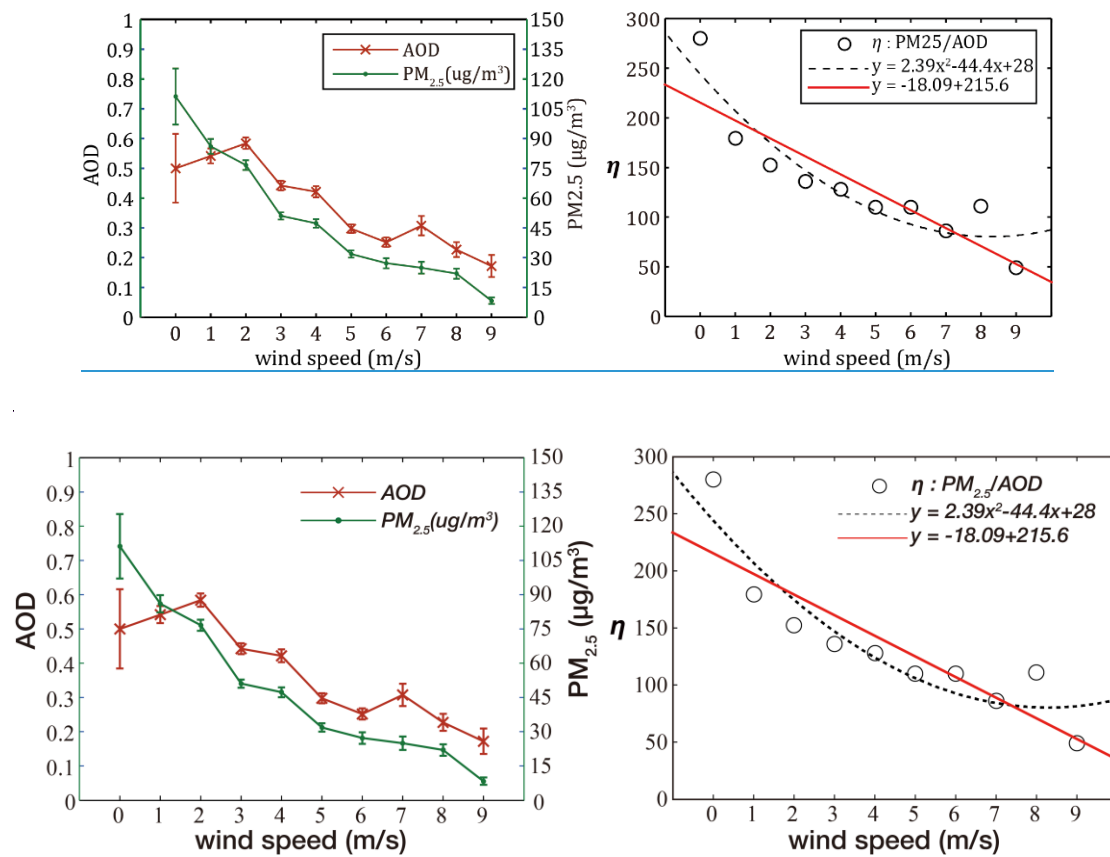 1
0.9
0.8
0.7
0.6
0.5
0.4
0.3
0.2
0.1
0
AOD
AOD
PM2.5(ug/m³)
150
135
120
105
90
75
60
45
30
15
0
PM2.5 (μg/m³)
0 1 2 3 4 5 6 7 8 9
wind speed (m/s)
300
250
200
150
100
50
0
η
η : PM25/AOD
y = 2.39x²-44.4x+28
y = -18.09+215.6
0 1 2 3 4 5 6 7 8 9
wind speed (m/s)
1
0.9
0.8
0.7
0.6
0.5
0.4
0.3
0.2
0.1
0
AOD
AOD
PM2.5(ug/m³)
150
135
120
105
90
75
60
45
30
15
0
PM2.5 (μg/m³)
0 1 2 3 4 5 6 7 8 9
wind speed (m/s)
300
250
200
150
100
50
0
η
η : PM2.5/AOD
y = 2.39x²-44.4x+28
y = -18.09+215.6
0 1 2 3 4 5 6 7 8 9
wind speed (m/s)